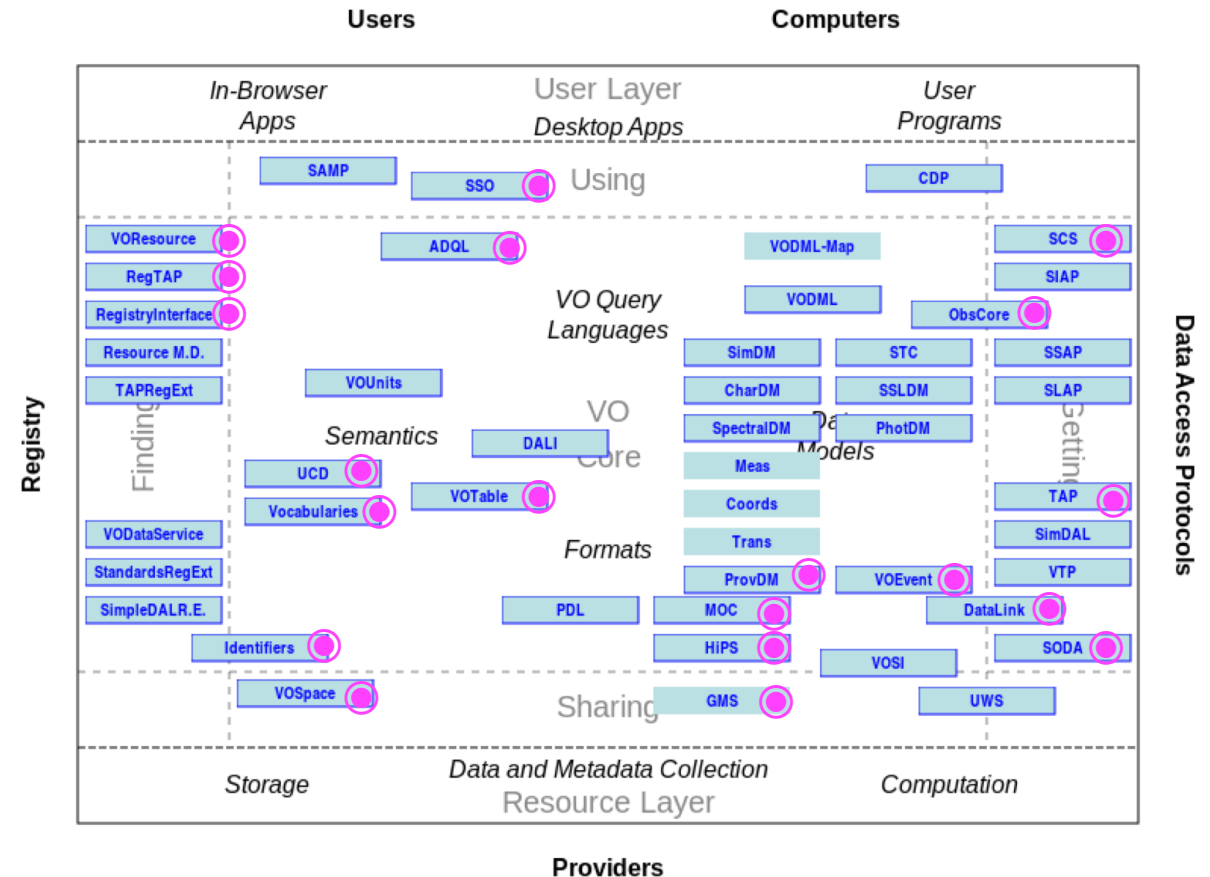 Users
Computers
In-Browser
Apps
User Layer
Desktop Apps
User
Programs
SAMP
SSO
Using
CDP
VOResource
ADQL
VODML-Map
SCS
RegTAP
SIAP
RegistryInterface
VO Query
Languages
VODML
ObsCore
Resource M.D.
SimDM
STC
SSAP
TAPRegExt
VOUnits
CharDM
SSLDM
SLAP
Registry
Finding
Semantics
VO
Core
DALI
SpectralDM
PhotDM
Models
Getting
Data Access Protocols
UCD
Meas
Vocabularies
VOTable
Coords
TAP
VODataService
Formats
Trans
SimDAL
StandardsRegExt
ProvDM
VOEvent
VTP
SimpleDALR.E.
PDL
MOC
DataLink
Identifiers
HiPS
VOSI
SODA
VOSpace
Sharing
GMS
UWS
Storage
Data and Metadata Collection
Resource Layer
Computation
Providers